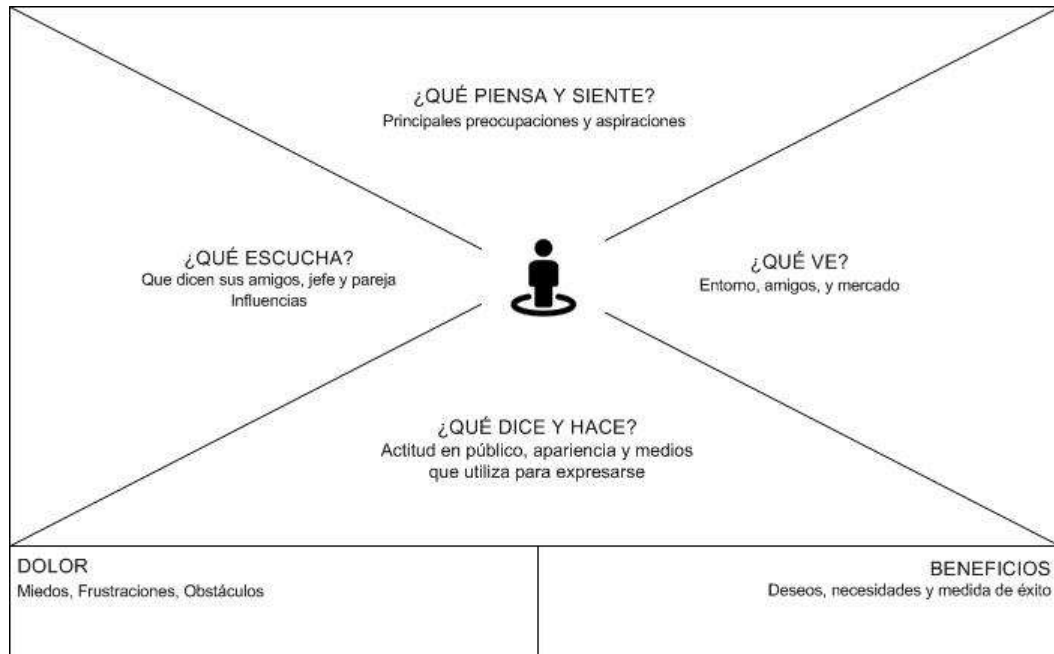 ¿QUÉ PIENSA Y SIENTE?
Principales preocupaciones y aspiraciones
¿QUÉ ESCUCHA?
Que dicen sus amigos, jefe y pareja
Influencias
¿QUÉ VE?
Entorno, amigos, y mercado
¿QUÉ DICE Y HACE?
Actitud en público, apariencia y medios
que utiliza para expresarse
DOLOR
Miedos, Frustraciones, Obstáculos
BENEFICIOS
Deseos, necesidades y medida de éxito